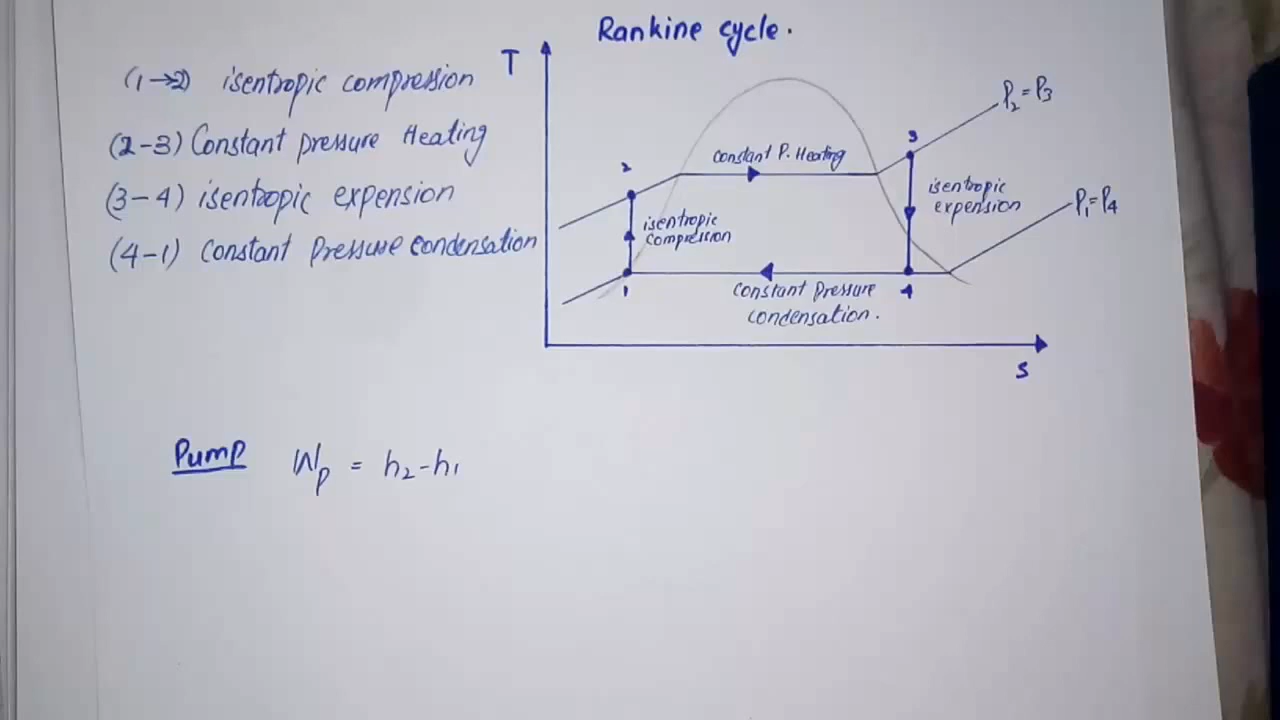 Rankine cycle.
(1→2) isentropic compression
(2-3) Constant pressure Heating
(3-4) isentropic expension
(4-1) Constant Pressure condensation
T
2
3
P2 = P3
constant P. Heating
isentropic
compression
isentropic
expension
P1=P4
1
4
constant pressure
condensation.
s
Pump Wp = h2-h1